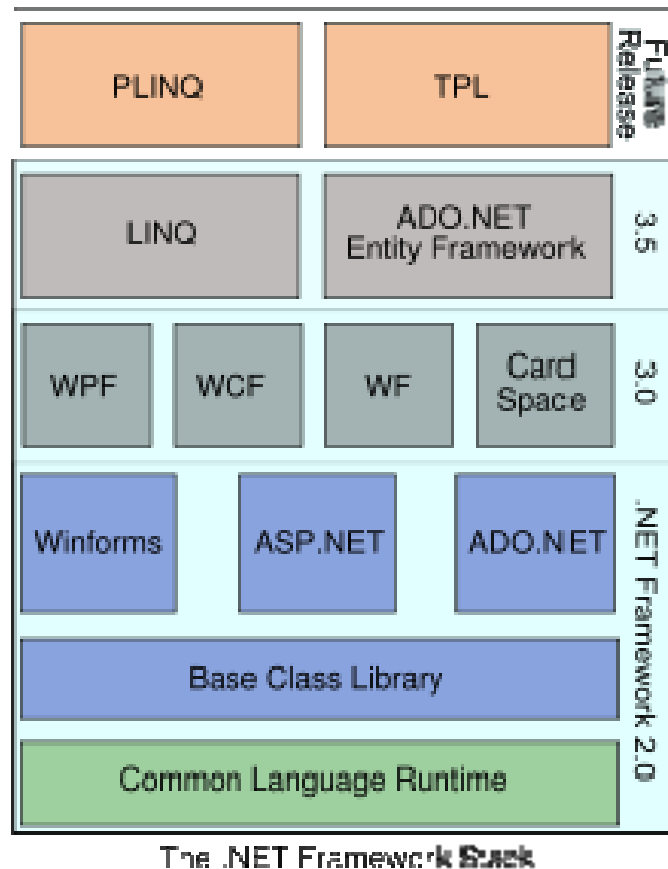 PLINQ
TPL
Future
Release
LINQ
ADO.NET
Entity Framework
3.5
WPF
WCF
WF
Card
Space
3.0
Winforms
ASP.NET
ADO.NET
Base Class Library
Common Language Runtime
.NET Framework 2.0
The .NET Framework Stack